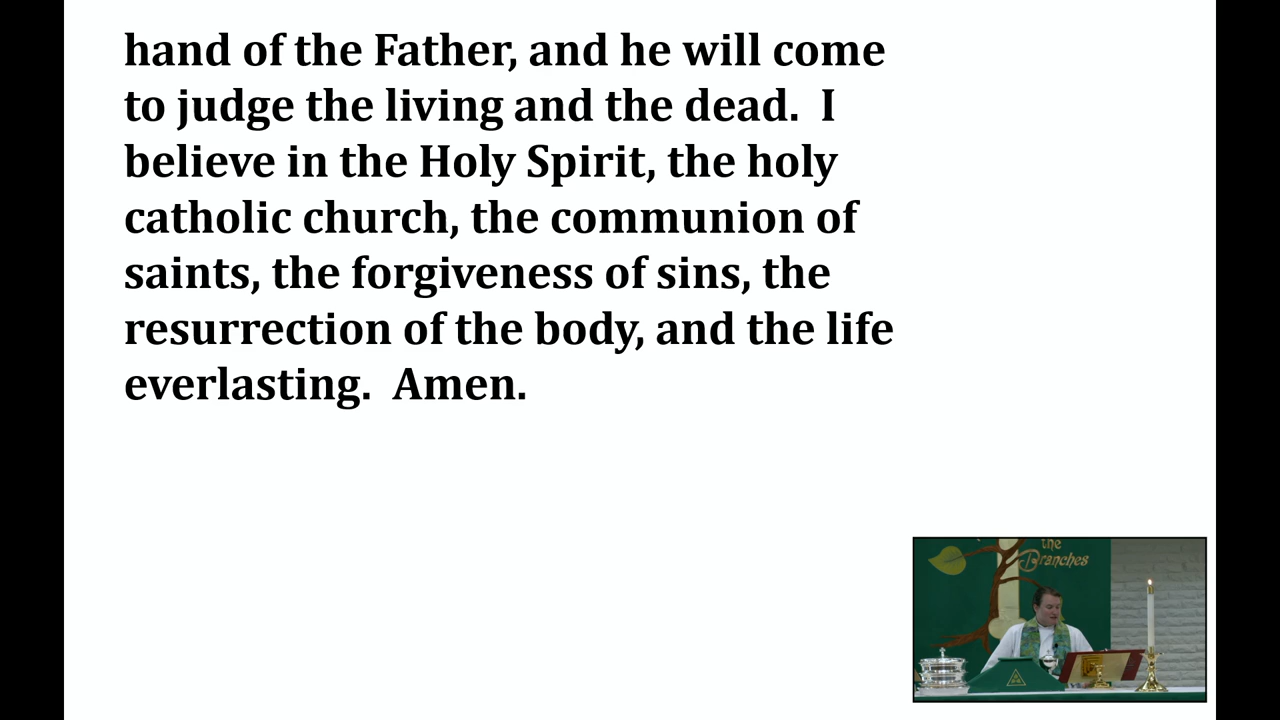 hand of the Father, and he will come
to judge the living and the dead.  I
believe in the Holy Spirit, the holy
catholic church, the communion of
saints, the forgiveness of sins, the
resurrection of the body, and the life
everlasting.  Amen.
the
Branches